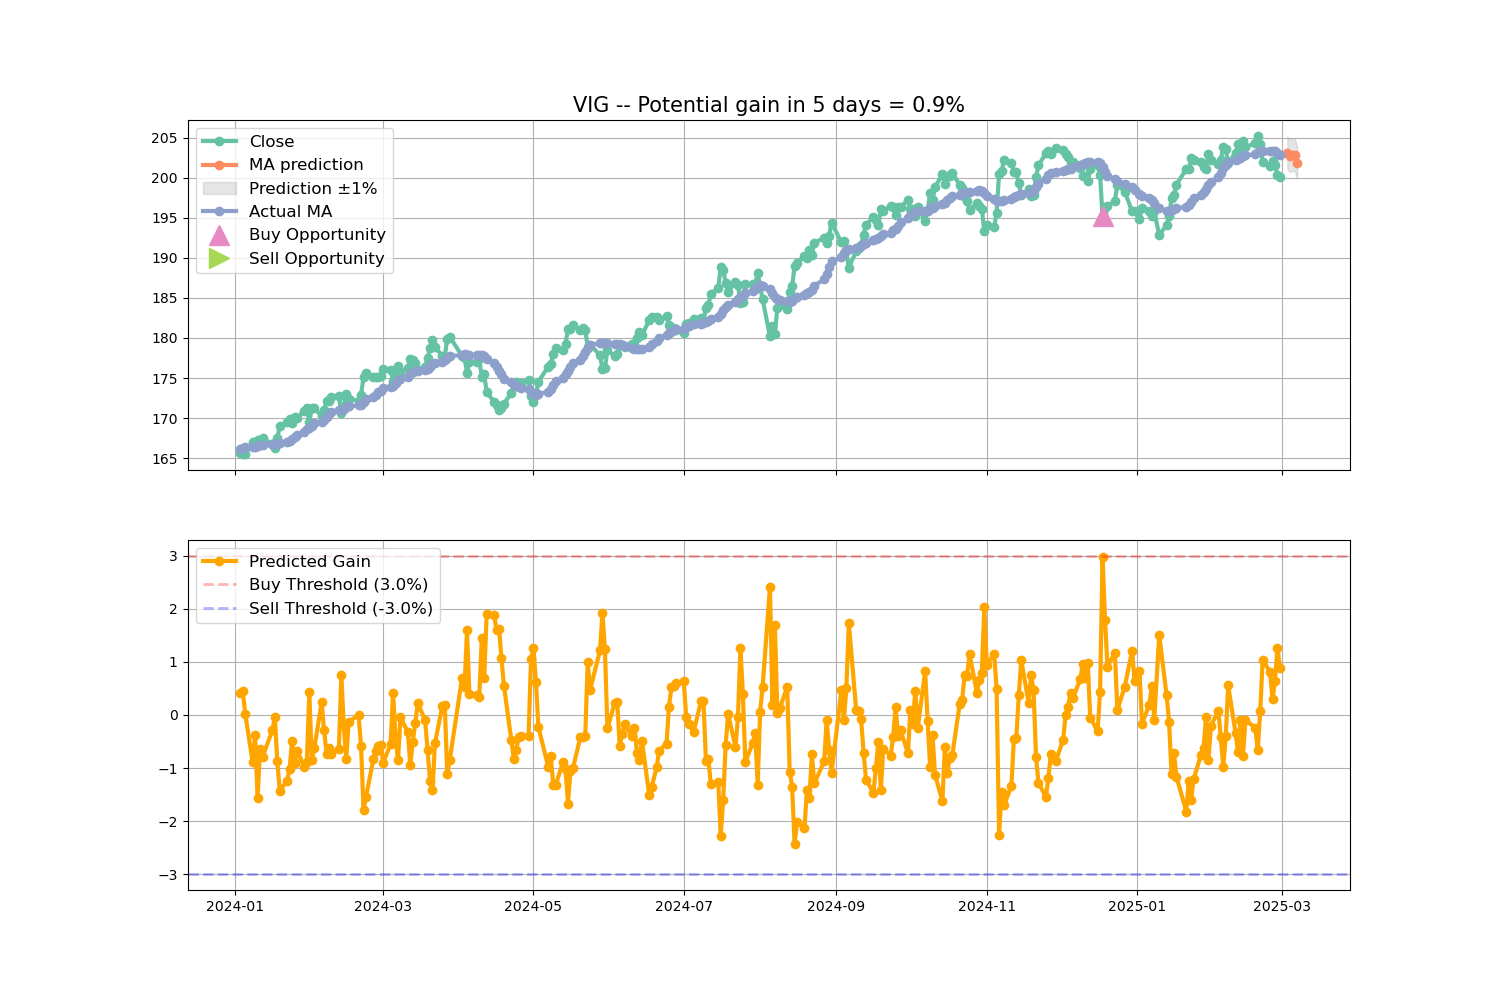 VIG -- Potential gain in 5 days = 0.9%
Close
MA prediction
Prediction ±1%
Actual MA
Buy Opportunity
Sell Opportunity
205
200
195
190
185
180
175
170
165
Predicted Gain
Buy Threshold (3.0%)
Sell Threshold (-3.0%)
3
2
1
0
−1
−2
−3
2024-01 2024-03 2024-05 2024-07 2024-09 2024-11 2025-01 2025-03